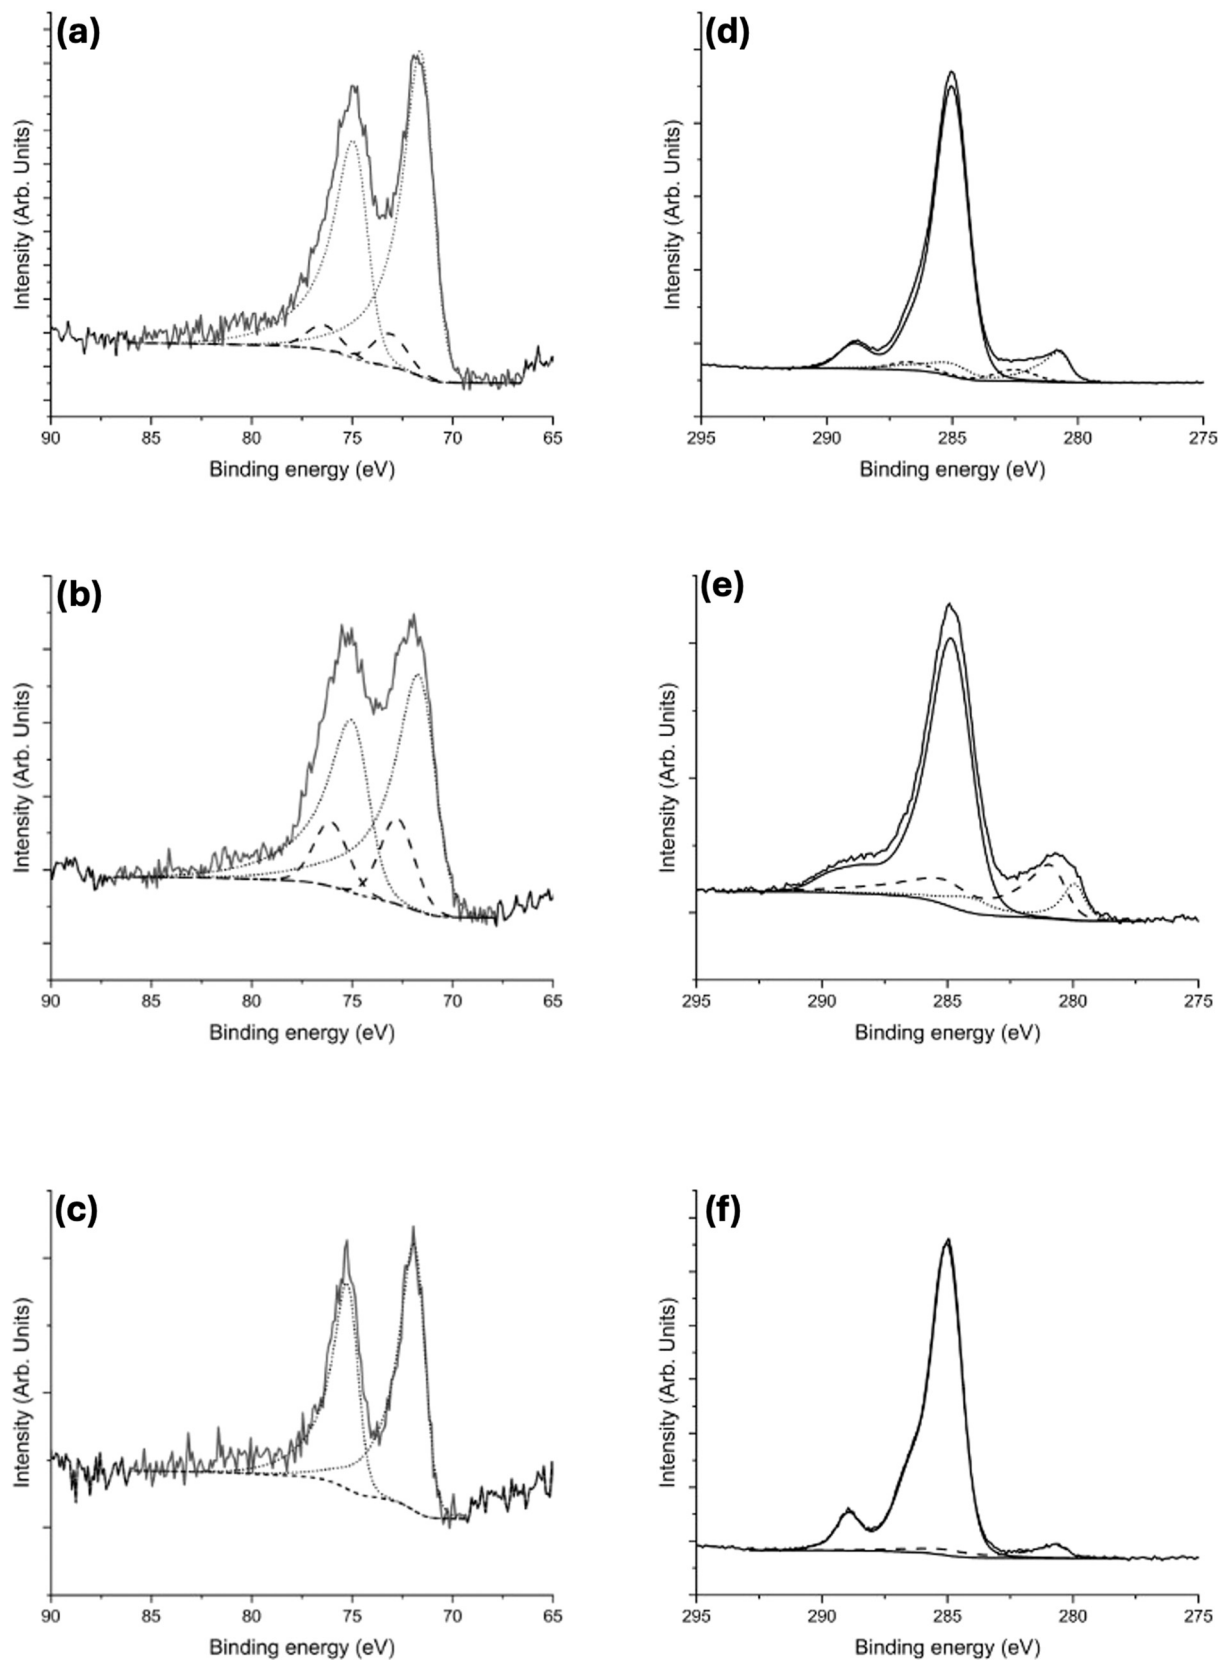 (a)
Intensity (Arb. Units)
90 85 80 75 70 65
Binding energy (eV)
(d)
Intensity (Arb. Units)
295 290 285 280 275
Binding energy (eV)
(b)
Intensity (Arb. Units)
90 85 80 75 70 65
Binding energy (eV)
(e)
Intensity (Arb. Units)
295 290 285 280 275
Binding energy (eV)
(c)
Intensity (Arb. Units)
90 85 80 75 70 65
Binding energy (eV)
(f)
Intensity (Arb. Units)
295 290 285 280 275
Binding energy (eV)